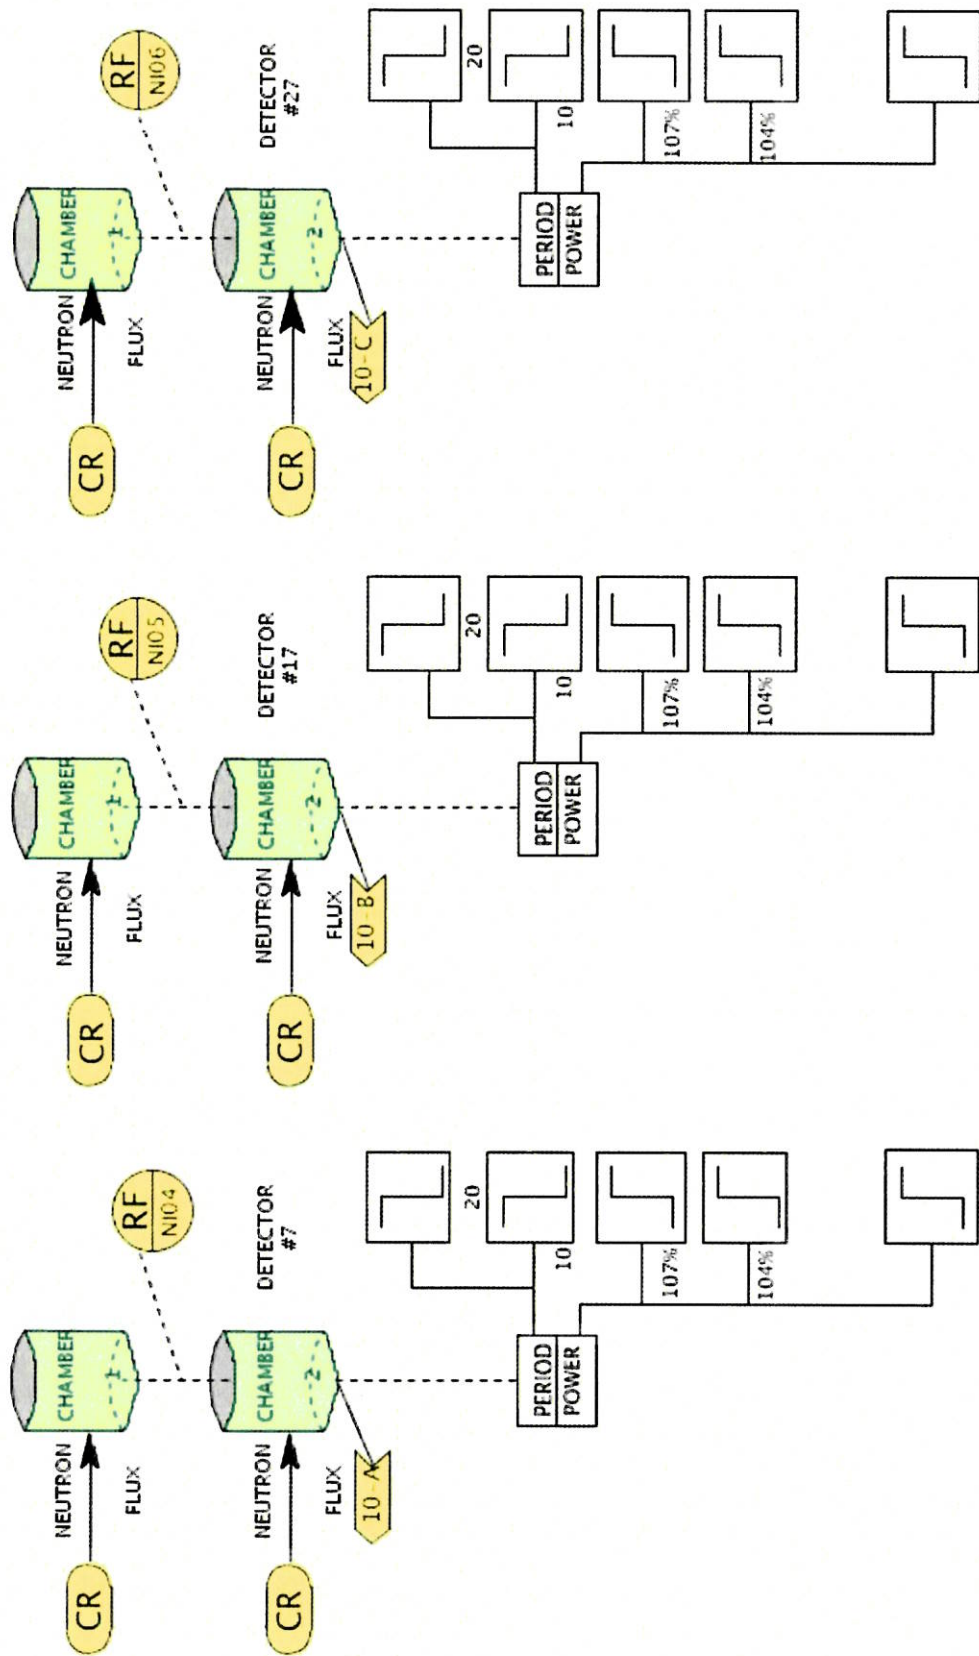 CR
NEUTRON
FLUX
CHAMBER
1
RF
NI04
CR
NEUTRON
FLUX
CHAMBER
2
10-A
DETECTOR
#7
PERIOD
POWER
20
10
107%
104%
CR
NEUTRON
FLUX
CHAMBER
1
RF
NI05
CR
NEUTRON
FLUX
CHAMBER
2
10-B
DETECTOR
#17
PERIOD
POWER
20
10
107%
104%
CR
NEUTRON
FLUX
CHAMBER
1
RF
NI06
CR
NEUTRON
FLUX
CHAMBER
2
10-C
DETECTOR
#27
PERIOD
POWER
20
10
107%
104%